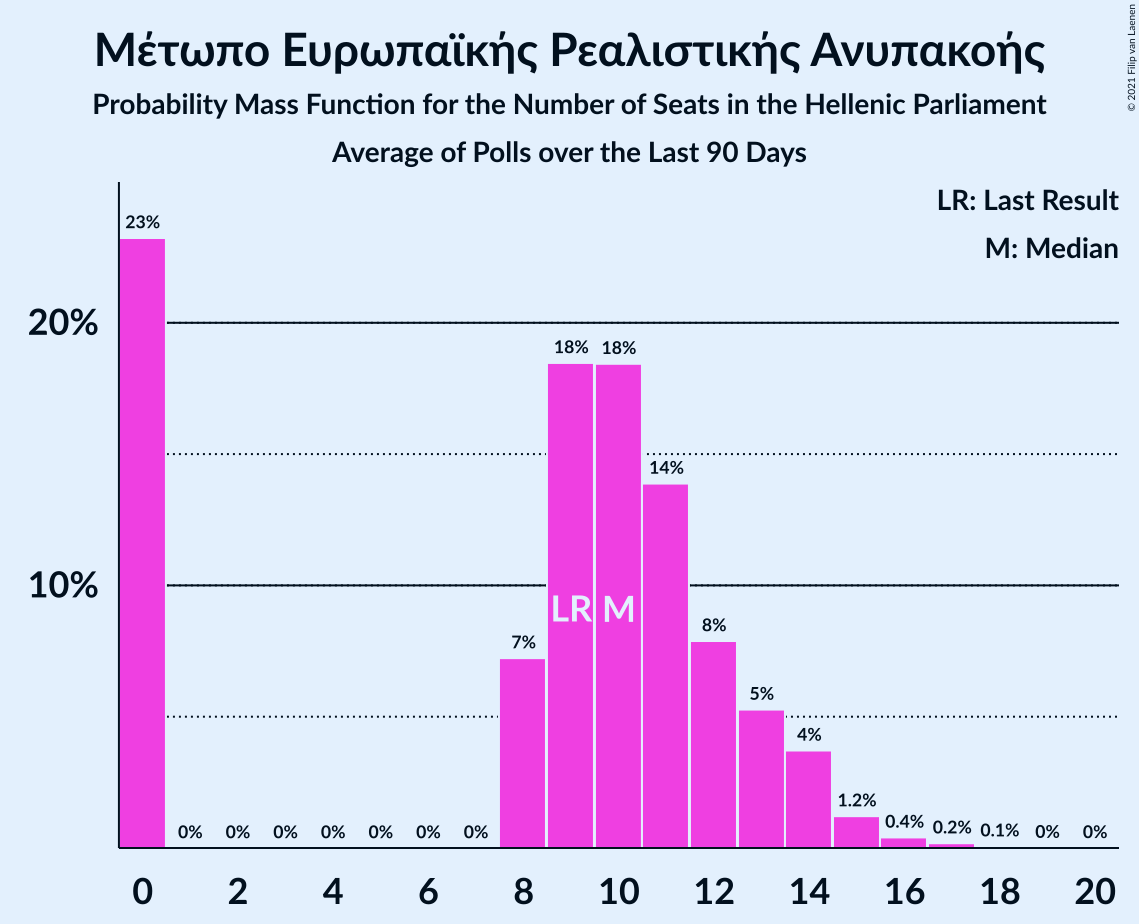 Μέτωπο Ευρωπαϊκής Ρεαλιστικής Ανυπακοής
Probability Mass Function for the Number of Seats in the Hellenic Parliament
Average of Polls over the Last 90 Days
© 2021 Filip van Laenen
LR: Last Result
M: Median
20%
10%
23%
0%
0%
0%
0%
0%
0%
0%
7%
18%
18%
14%
8%
5%
4%
1.2%
0.4%
0.2%
0.1%
0%
0%
LR
M
0 2 4 6 8 10 12 14 16 18 20